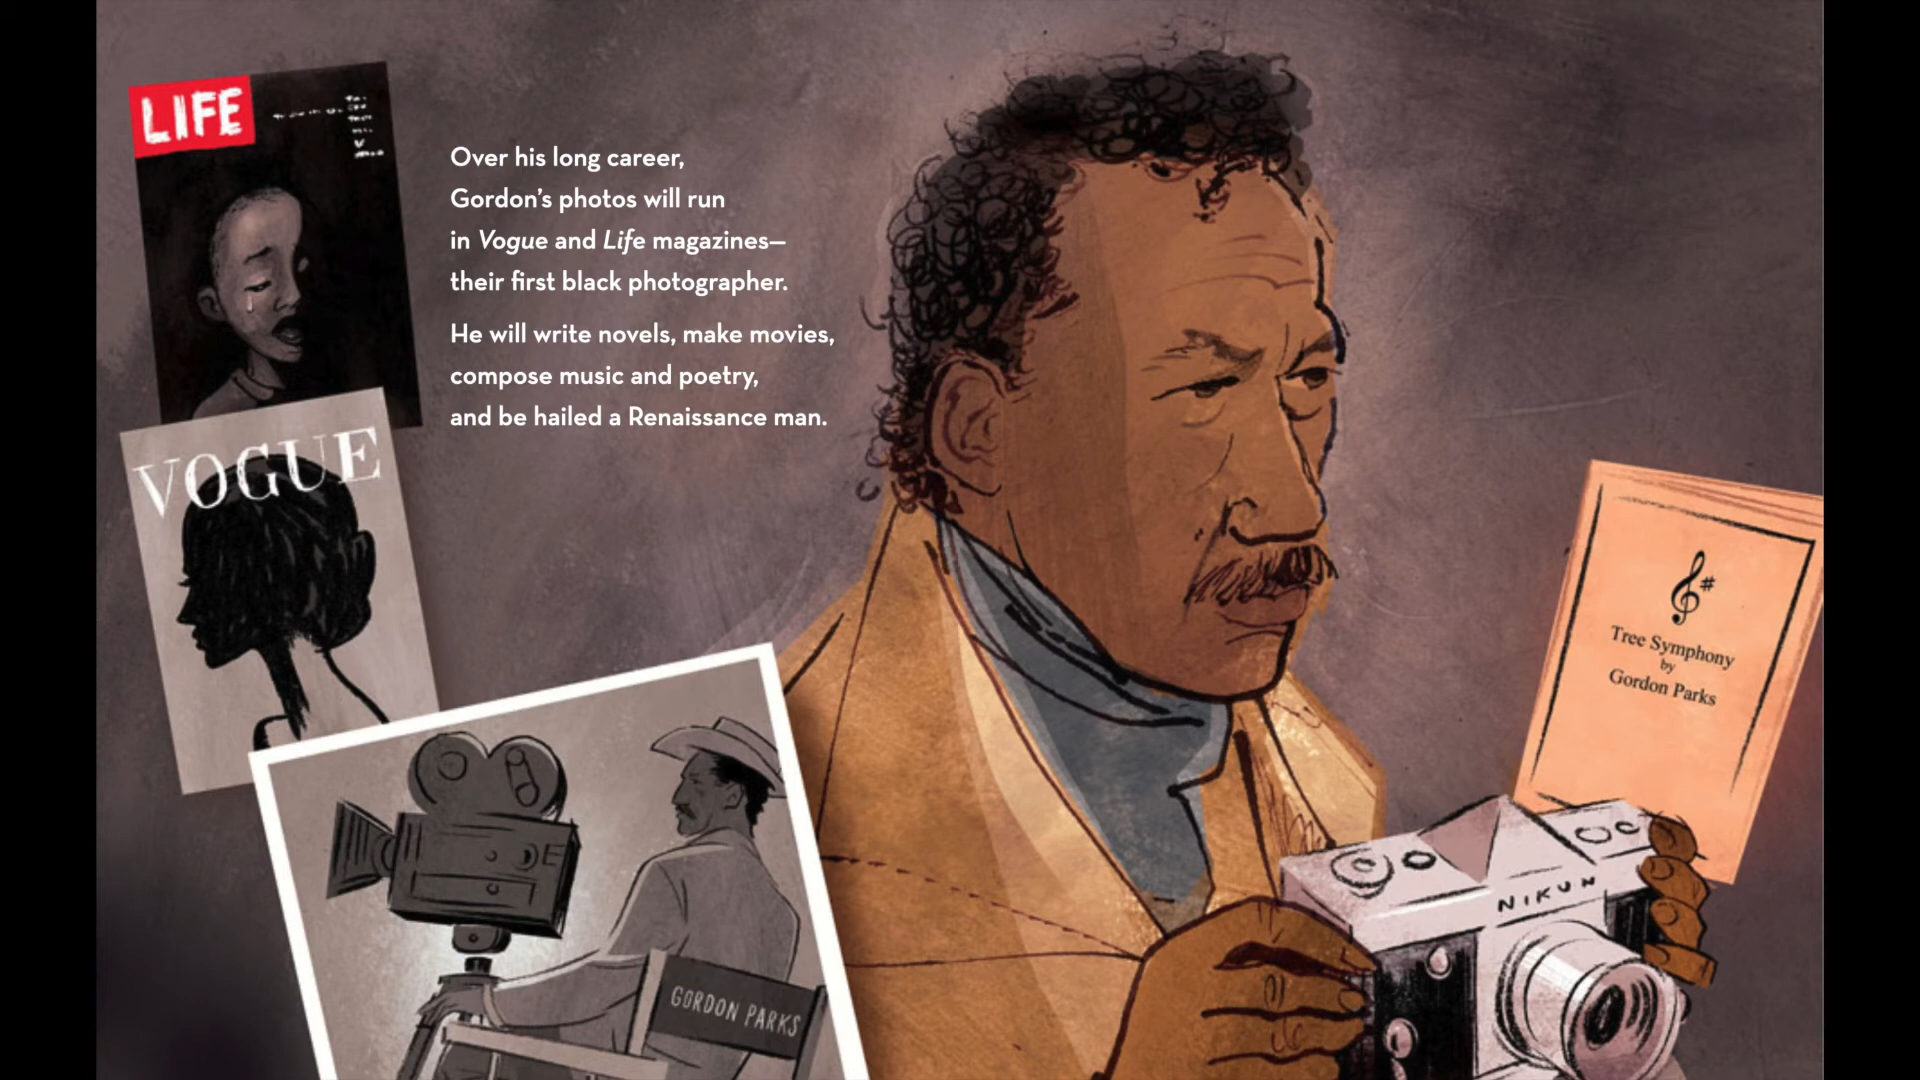 LIFE
Over his long career,
Gordon's photos will run
in Vogue and Life magazines—
their first black photographer.
He will write novels, make movies,
compose music and poetry,
and be hailed a Renaissance man.
VOGUE
GORDON PARKS
Tree Symphony
by
Gordon Parks
NIKUN